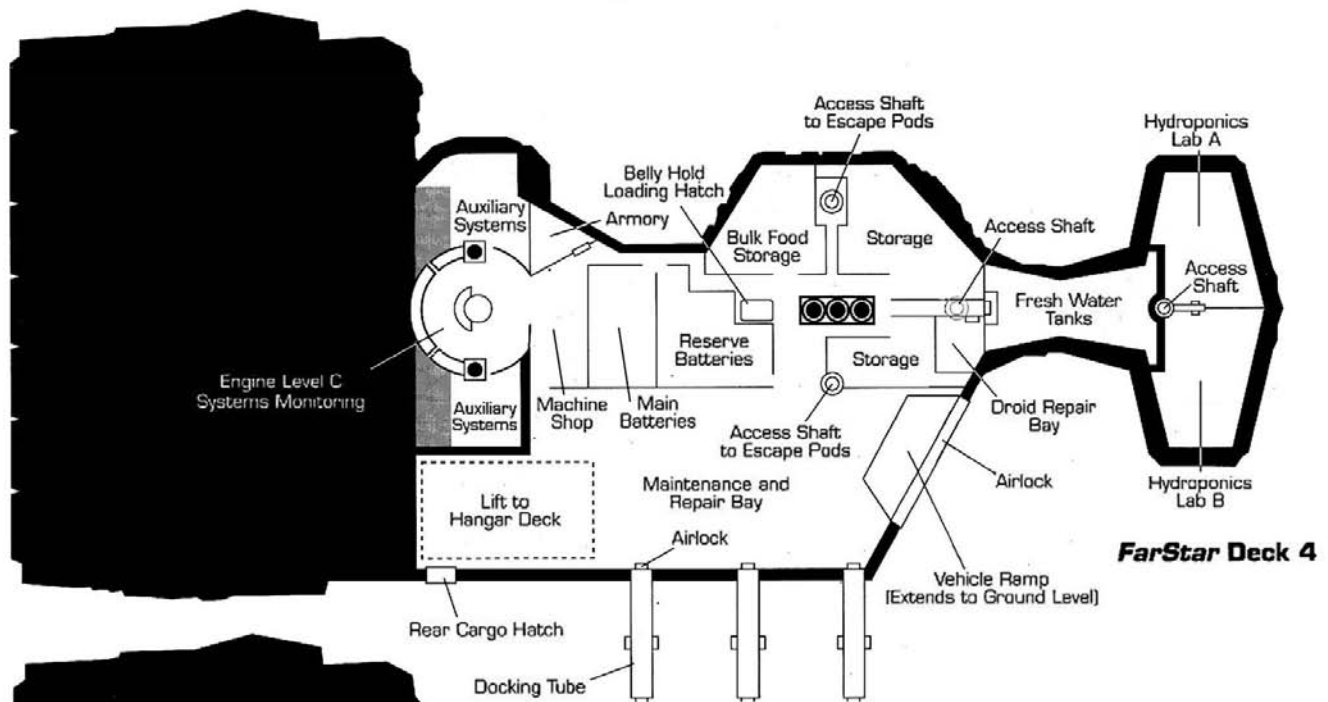 Access Shaft
to Escape Pods
Hydroponics
Lab A
Belly Hold
Loading Hatch
Auxiliary
Systems
Armory
Bulk Food
Storage
Storage
Access Shaft
Access
Shaft
Fresh Water
Tanks
Reserve
Batteries
Storage
Engine Level C
Systems Monitoring
Auxiliary
Systems
Machine
Shop
Main
Batteries
Access Shaft
to Escape Pods
Droid Repair
Bay
Airlock
Hydroponics
Lab B
Lift to
Hangar Deck
Maintenance and
Repair Bay
Airlock
FarStar Deck 4
Vehicle Ramp
(Extends to Ground Level)
Rear Cargo Hatch
Docking Tube